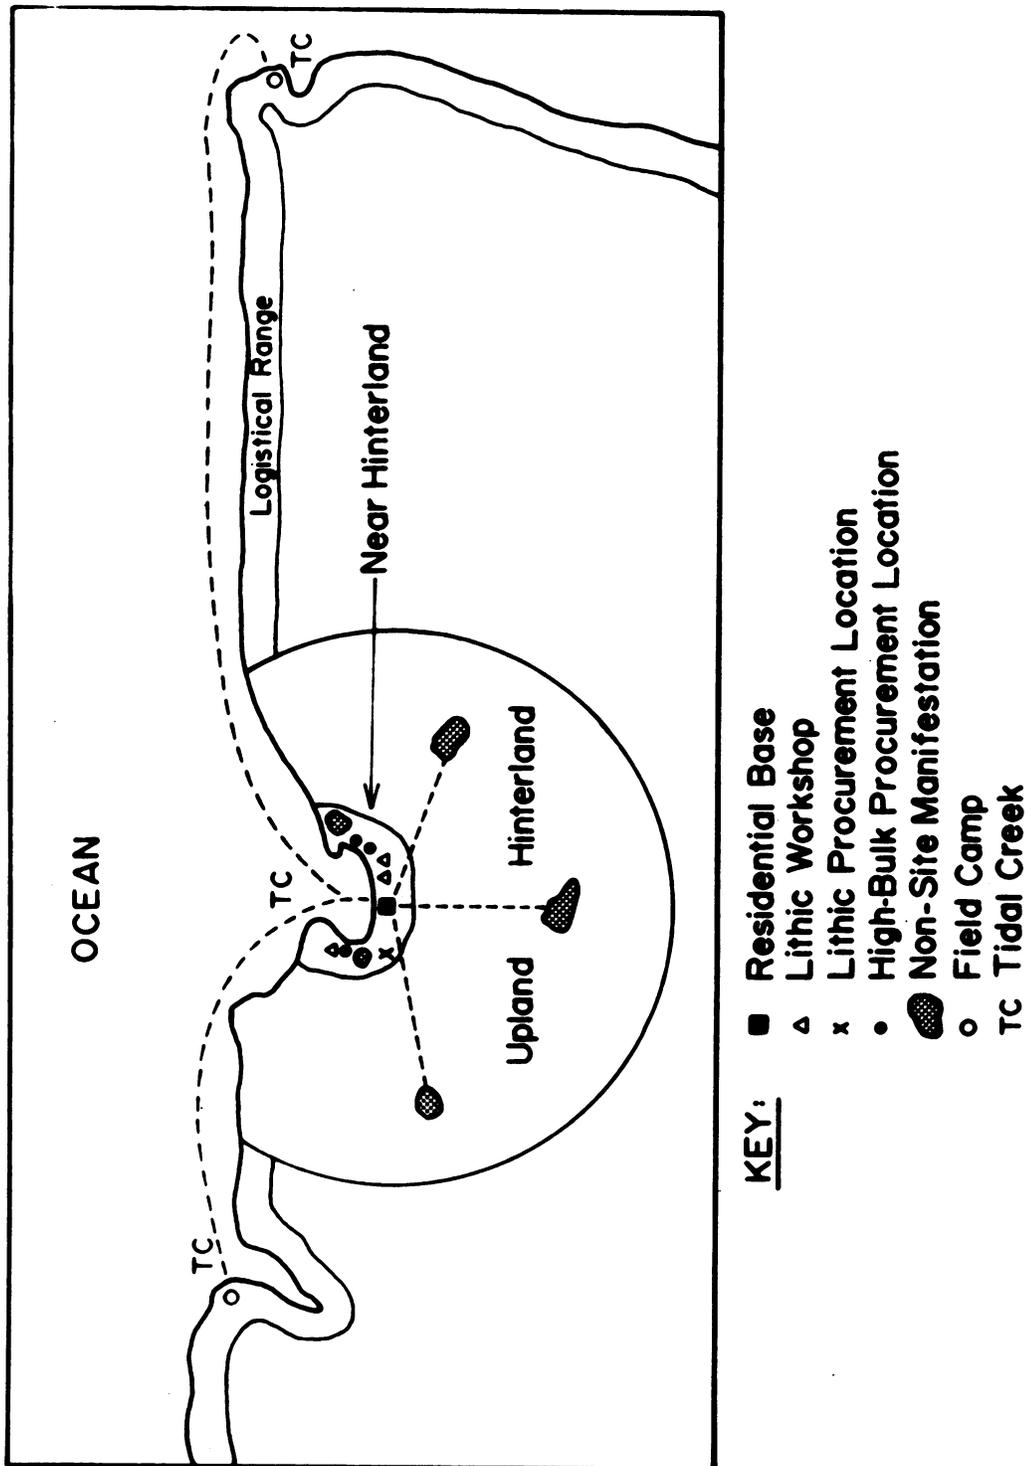 OCEAN
TC
TC
TC
Logistical Range
Near Hinterland
Upland Hinterland
KEY:
Residential Base
Lithic Workshop
x Lithic Procurement Location
High-Bulk Procurement Location
Non-Site Manifestation
Field Camp
TC Tidal Creek